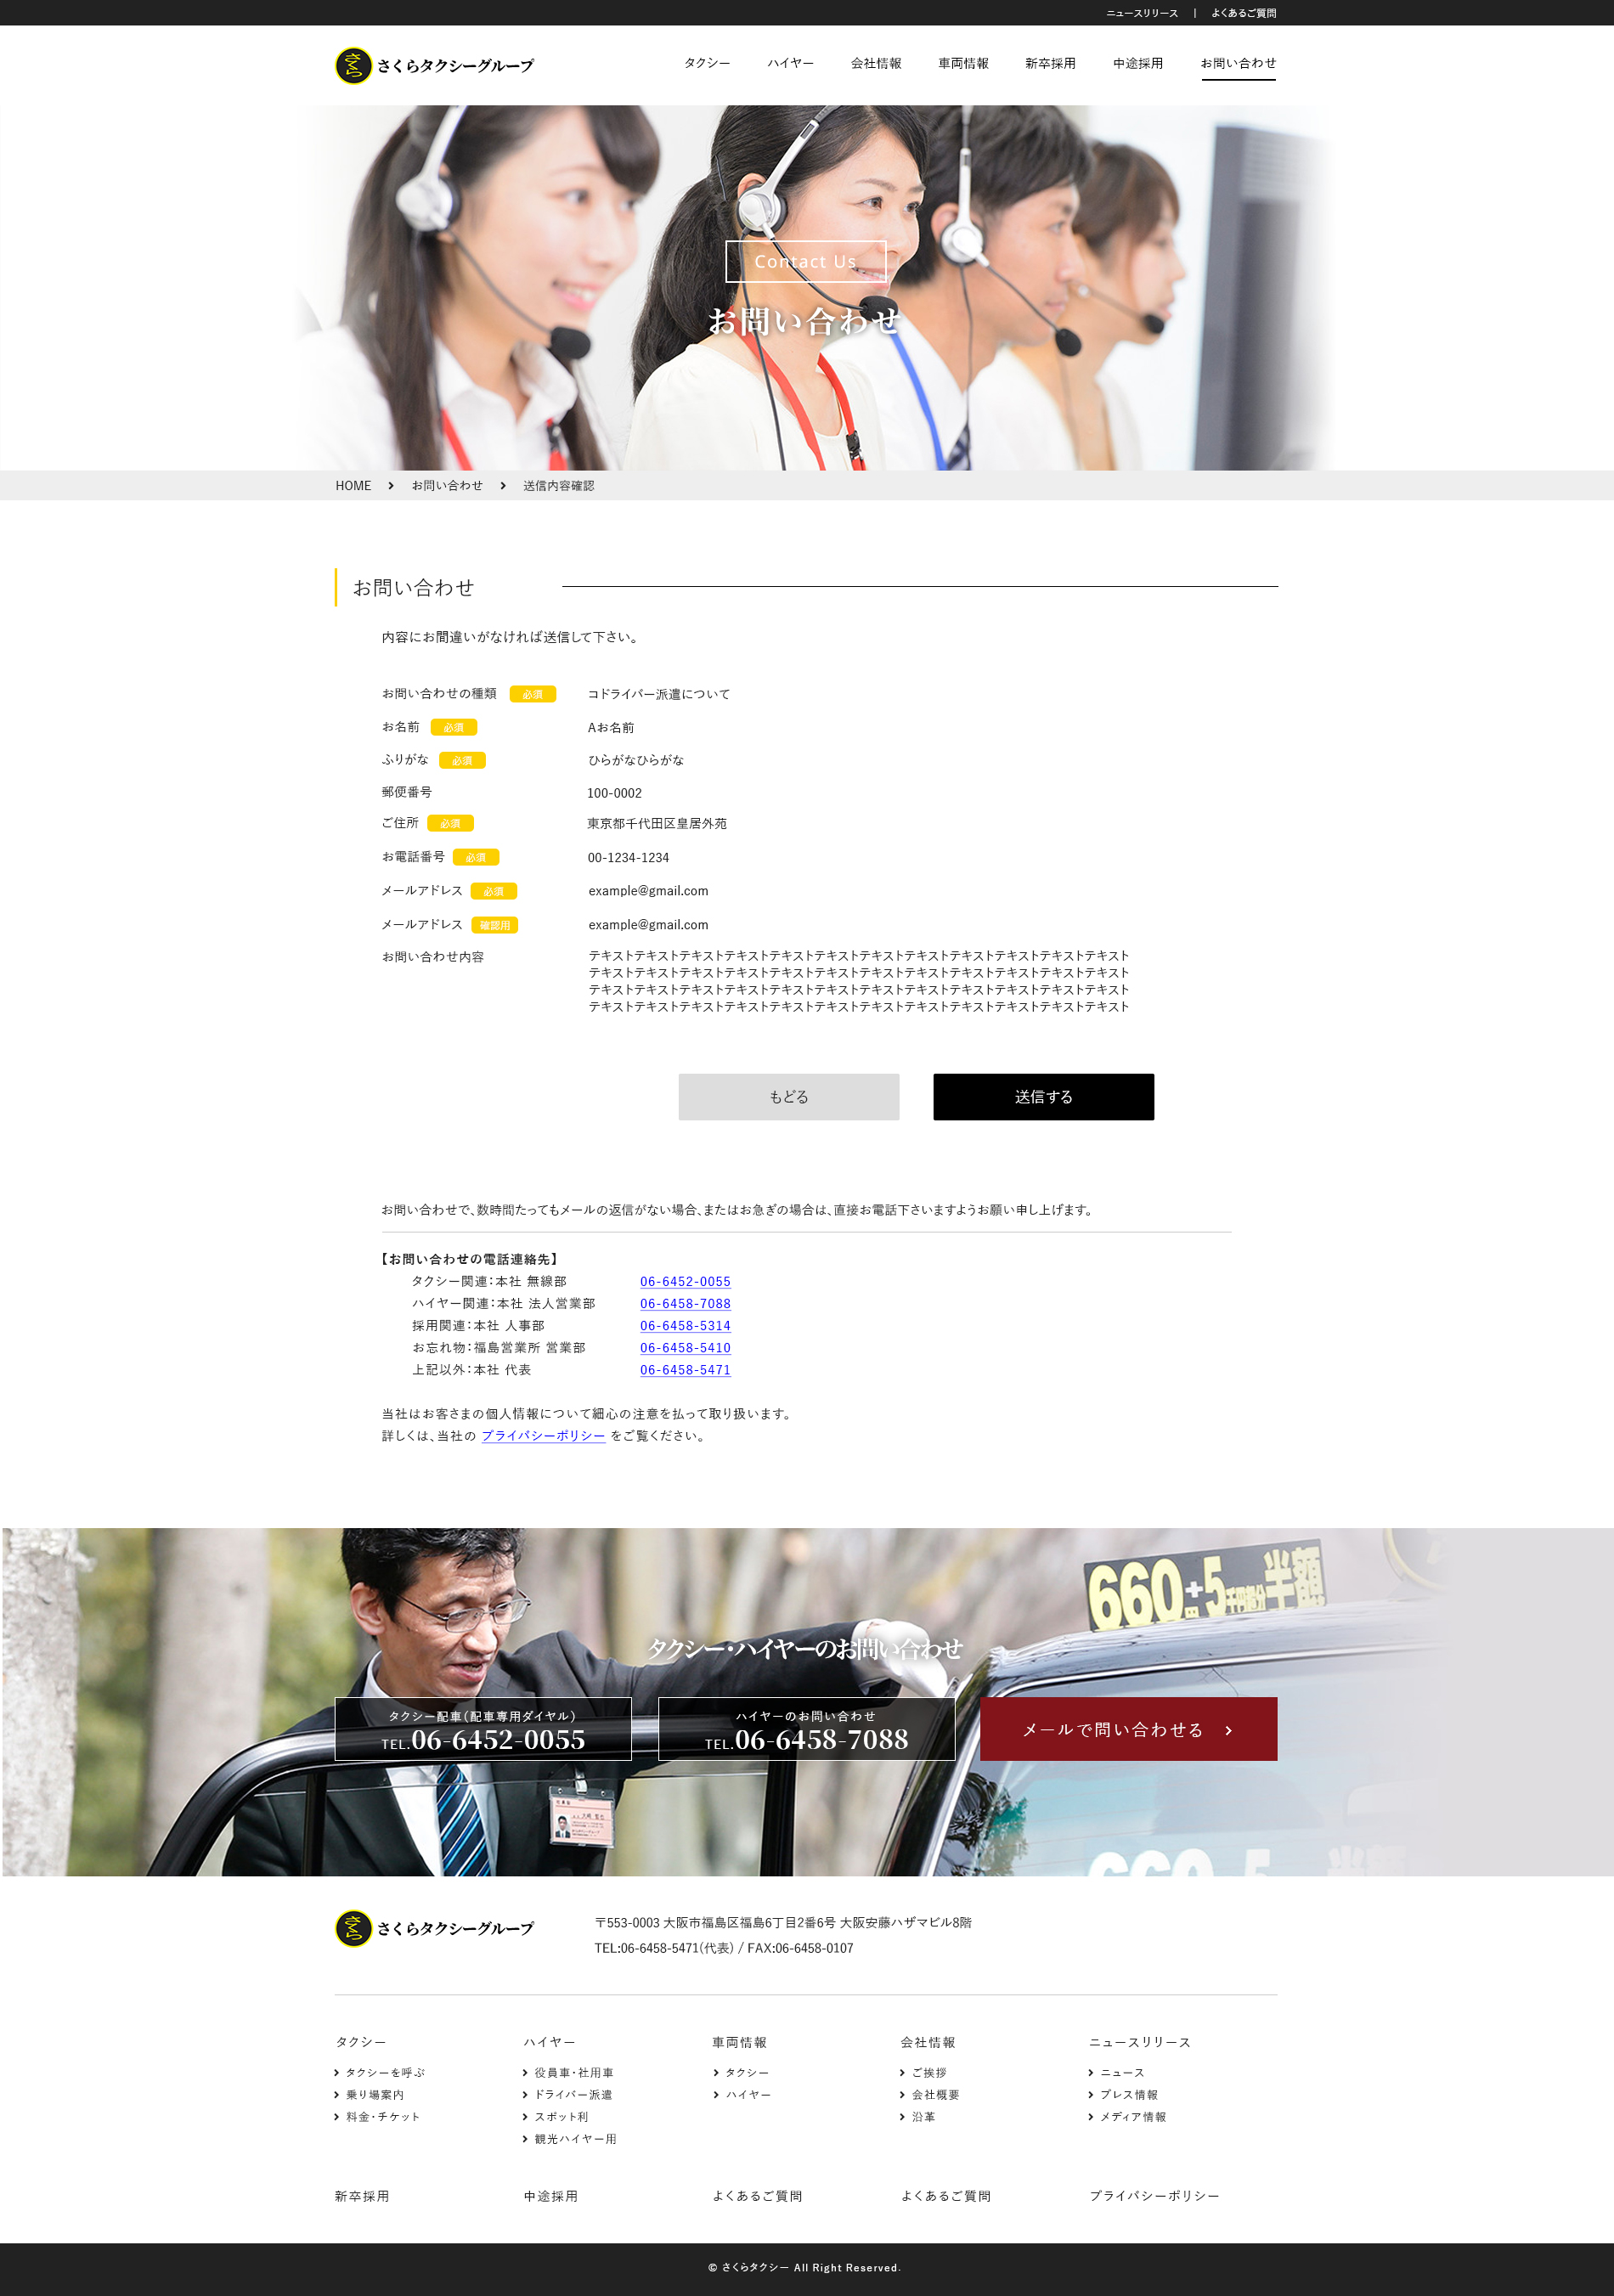 ニュースリリース | よくあるご質問
さくら さくらタクシーグループ
タクシー ハイヤー 会社情報 車両情報 新卒採用 中途採用 お問い合わせ
Contact Us
お問い合わせ
HOME › お問い合わせ › 送信内容確認
お問い合わせ
内容にお間違いがなければ送信して下さい。
お問い合わせの種類 必須 コドライバー派遣について
お名前 必須 Aお名前
ふりがな 必須 ひらがなひらがな
郵便番号 100-0002
ご住所 必須 東京都千代田区皇居外苑
お電話番号 必須 00-1234-1234
メールアドレス 必須 example@gmail.com
メールアドレス 確認用 example@gmail.com
お問い合わせ内容 テキストテキストテキストテキストテキストテキストテキストテキストテキストテキストテキストテキスト
テキストテキストテキストテキストテキストテキストテキストテキストテキストテキストテキストテキスト
テキストテキストテキストテキストテキストテキストテキストテキストテキストテキストテキストテキスト
テキストテキストテキストテキストテキストテキストテキストテキストテキストテキストテキストテキスト
もどる 送信する
お問い合わせで、数時間たってもメールの返信がない場合、またはお急ぎの場合は、直接お電話下さいますようお願い申し上げます。
【お問い合わせの電話連絡先】
タクシー関連：本社 無線部 06-6452-0055
ハイヤー関連：本社 法人営業部 06-6458-7088
採用関連：本社 人事部 06-6458-5314
お忘れ物：福島営業所 営業部 06-6458-5410
上記以外：本社 代表 06-6458-5471
当社はお客さまの個人情報について細心の注意を払って取り扱います。
詳しくは、当社の プライバシーポリシー をご覧ください。
660円+5千円超分半額
タクシー・ハイヤーのお問い合わせ
タクシー配車（配車専用ダイヤル）
TEL.06-6452-0055
ハイヤーのお問い合わせ
TEL.06-6458-7088
メールで問い合わせる ›
さくら さくらタクシーグループ
〒553-0003 大阪市福島区福島6丁目2番6号 大阪安藤ハザマビル8階
TEL:06-6458-5471(代表) / FAX:06-6458-0107
タクシー
› タクシーを呼ぶ
› 乗り場案内
› 料金・チケット
ハイヤー
› 役員車・社用車
› ドライバー派遣
› スポット利
› 観光ハイヤー用
車両情報
› タクシー
› ハイヤー
会社情報
› ご挨拶
› 会社概要
› 沿革
ニュースリリース
› ニュース
› プレス情報
› メディア情報
新卒採用 中途採用 よくあるご質問 よくあるご質問 プライバシーポリシー
© さくらタクシー All Right Reserved.